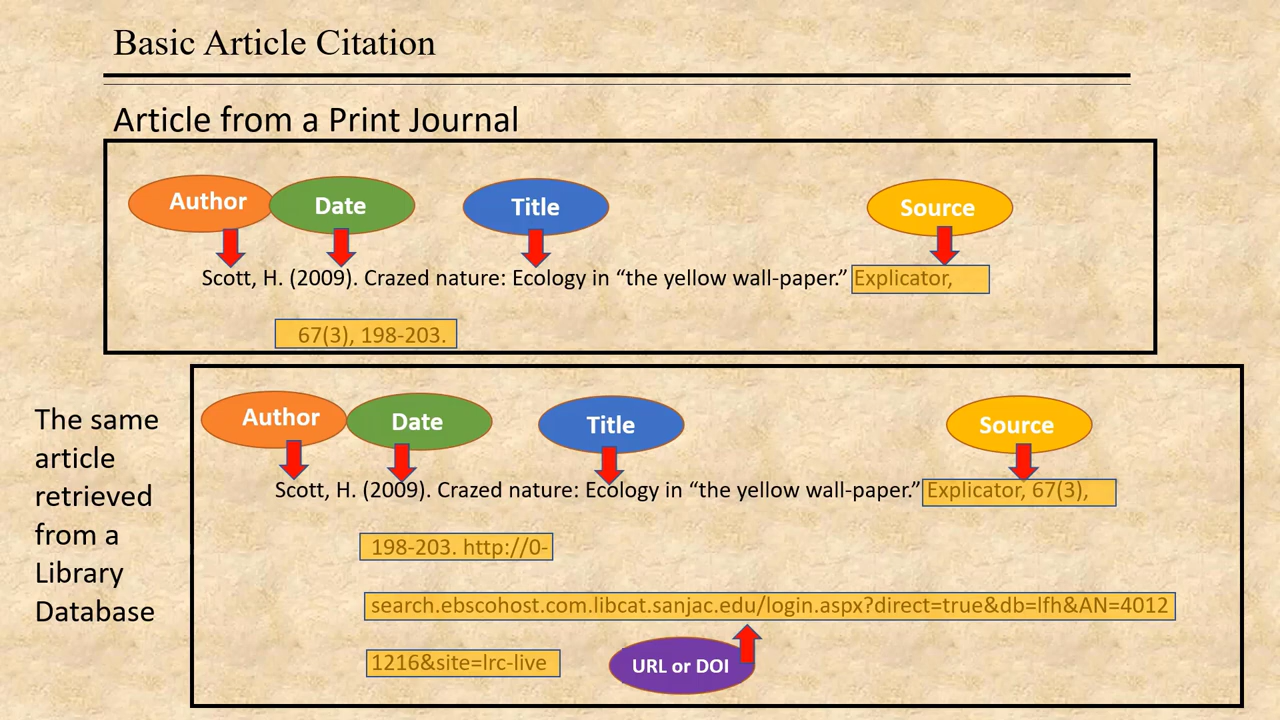 Basic Article Citation
Article from a Print Journal
Author
Date
Title
Source
Scott, H. (2009). Crazed nature: Ecology in “the yellow wall-paper.” Explicator,
67(3), 198-203.
The same
article
retrieved
from a
Library
Database
Author
Date
Title
Source
Scott, H. (2009). Crazed nature: Ecology in “the yellow wall-paper.” Explicator, 67(3),
198-203. http://0-
search.ebscohost.com.libcat.sanjac.edu/login.aspx?direct=true&db=lfh&AN=4012
1216&site=lrc-live
URL or DOI